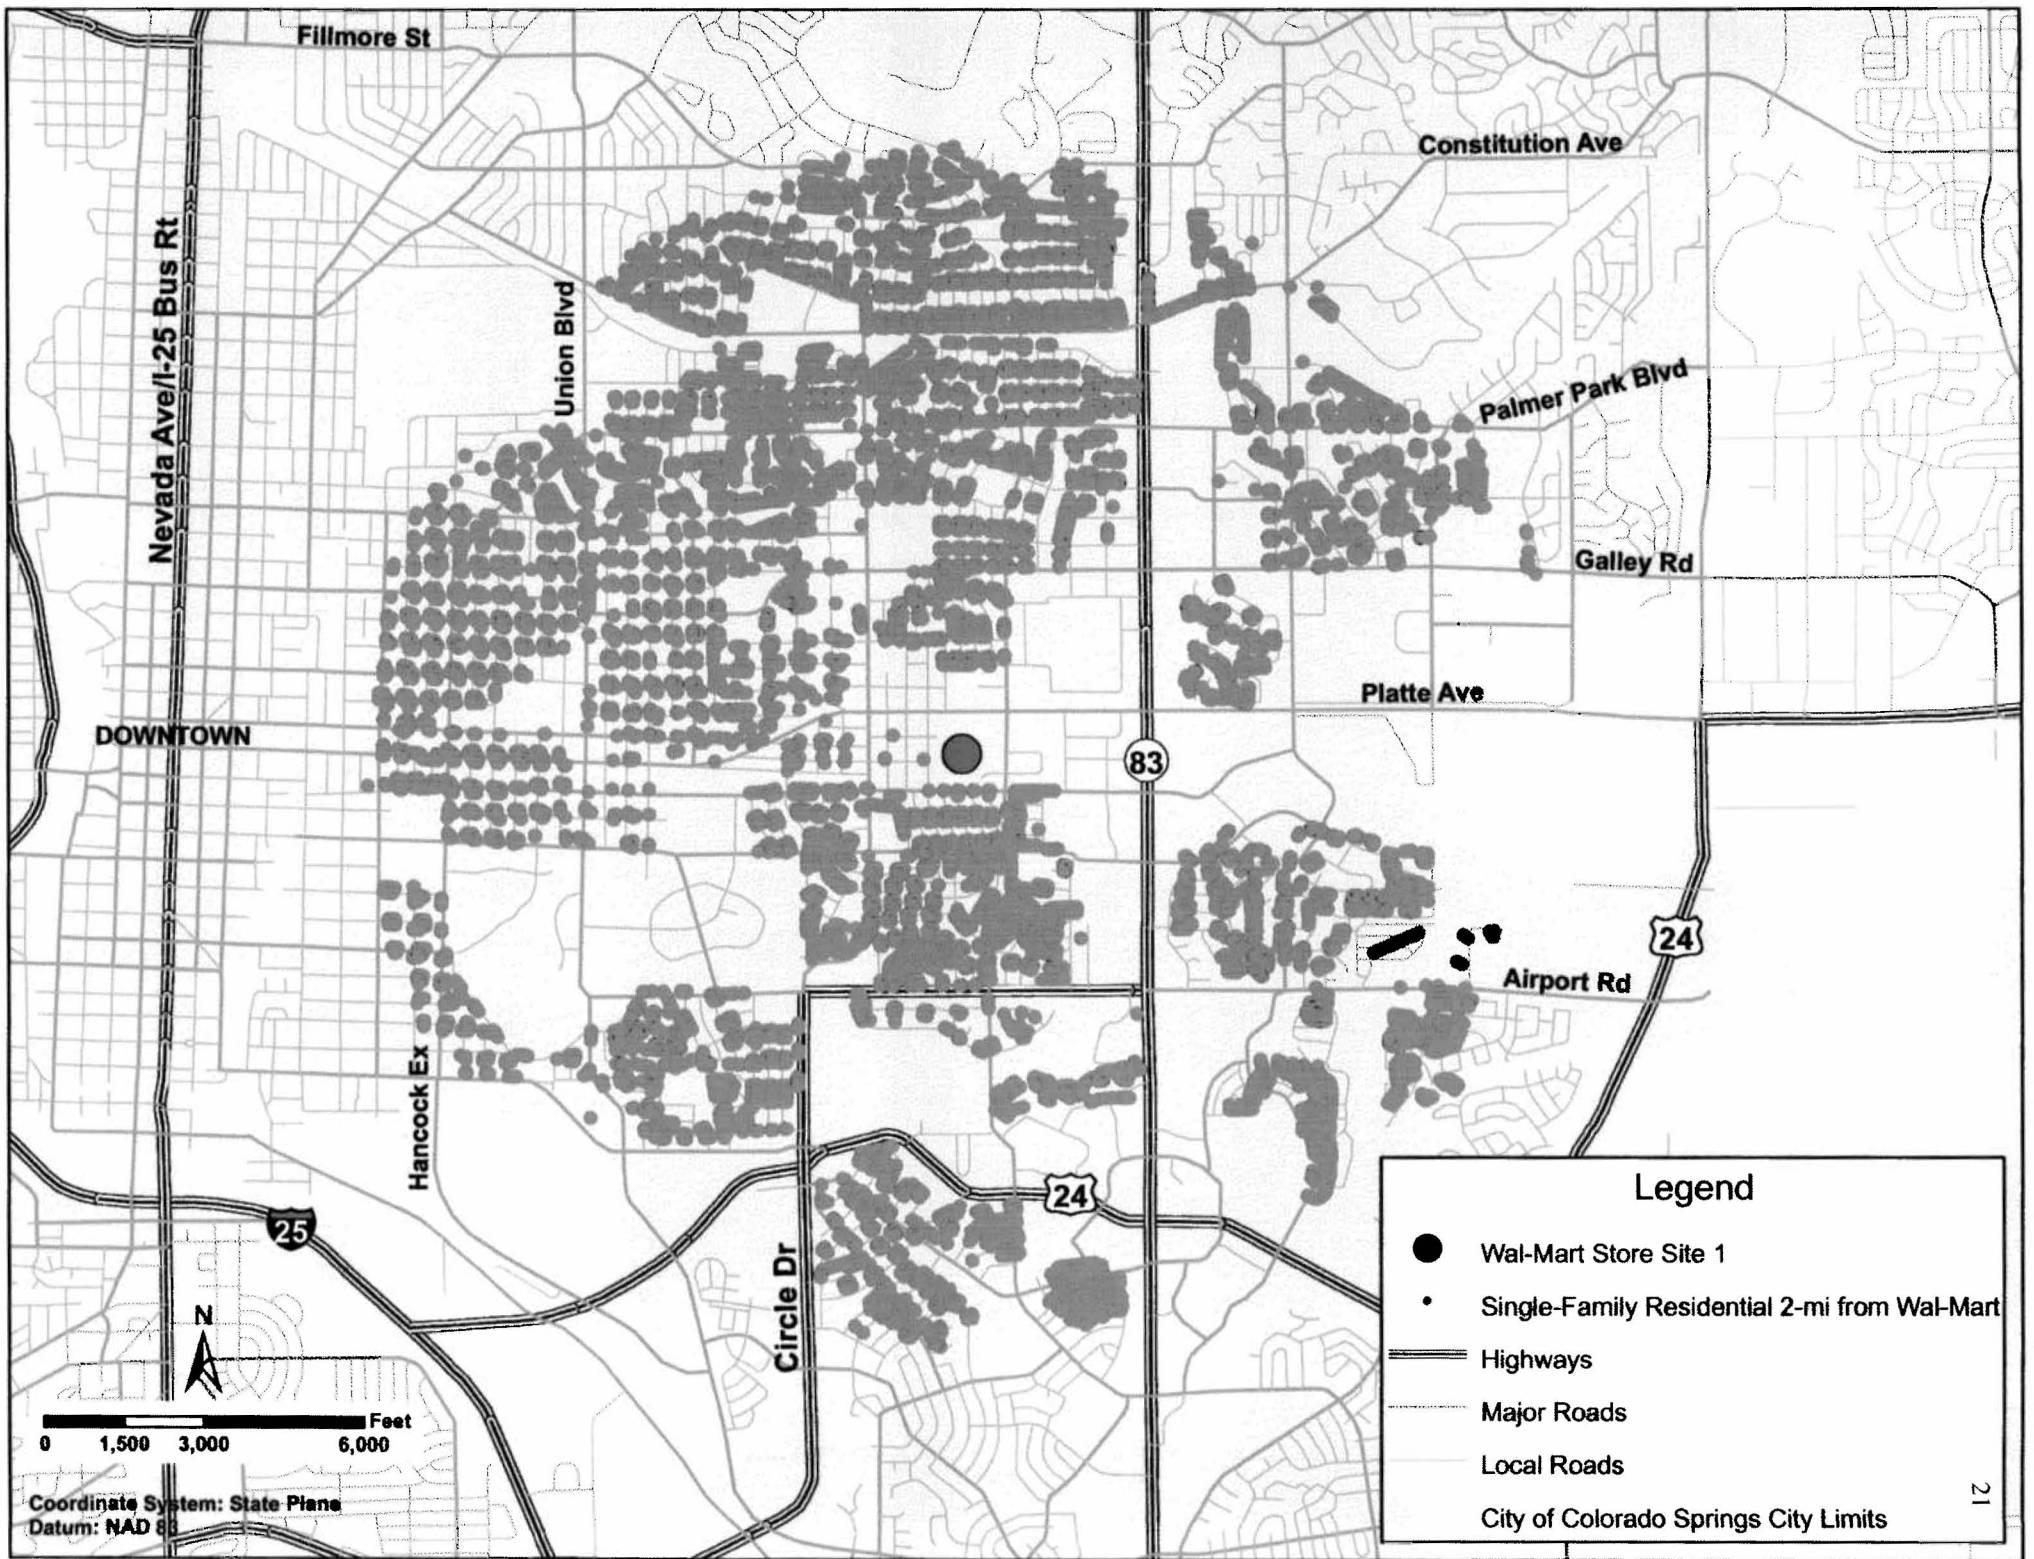 Fillmore St
Constitution Ave
Nevada Ave/I-25 Bus Rt
Union Blvd
Palmer Park Blvd
Galley Rd
Platte Ave
DOWNTOWN
83
24
Airport Rd
Hancock Ex
24
25
Circle Dr
N
Feet
0 1,500 3,000 6,000
Coordinate System: State Plane
Datum: NAD 83
Legend
Wal-Mart Store Site 1
Single-Family Residential 2-mi from Wal-Mart
Highways
Major Roads
Local Roads
City of Colorado Springs City Limits
21